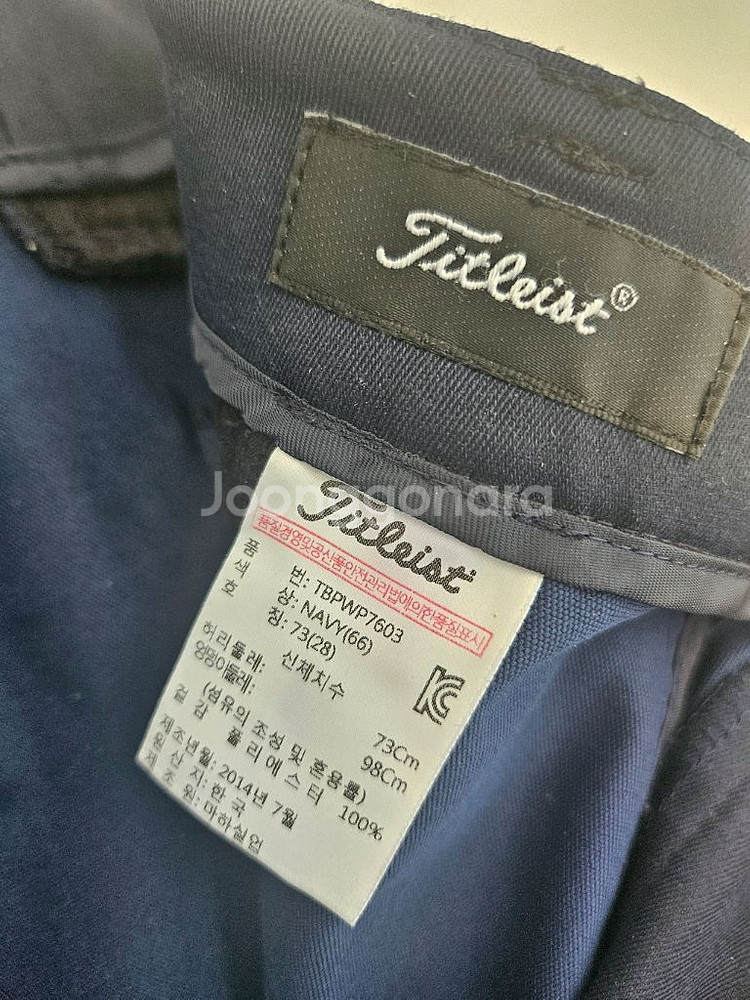 Titleist®
Joonggonara
Titleist
품질경영및공산품안전관리법에의한품질표시
품 번: TBPWP7603
색 상: NAVY(66)
호 칭: 73(28)
신체치수
허리둘레: 73Cm
엉덩이둘레: 98Cm
(섬유의 조성 및 혼용률)
겉 감 폴리에스터 100%
제조년월: 2014년 7월
원 산 지: 한국
제 조 원: 마하실업